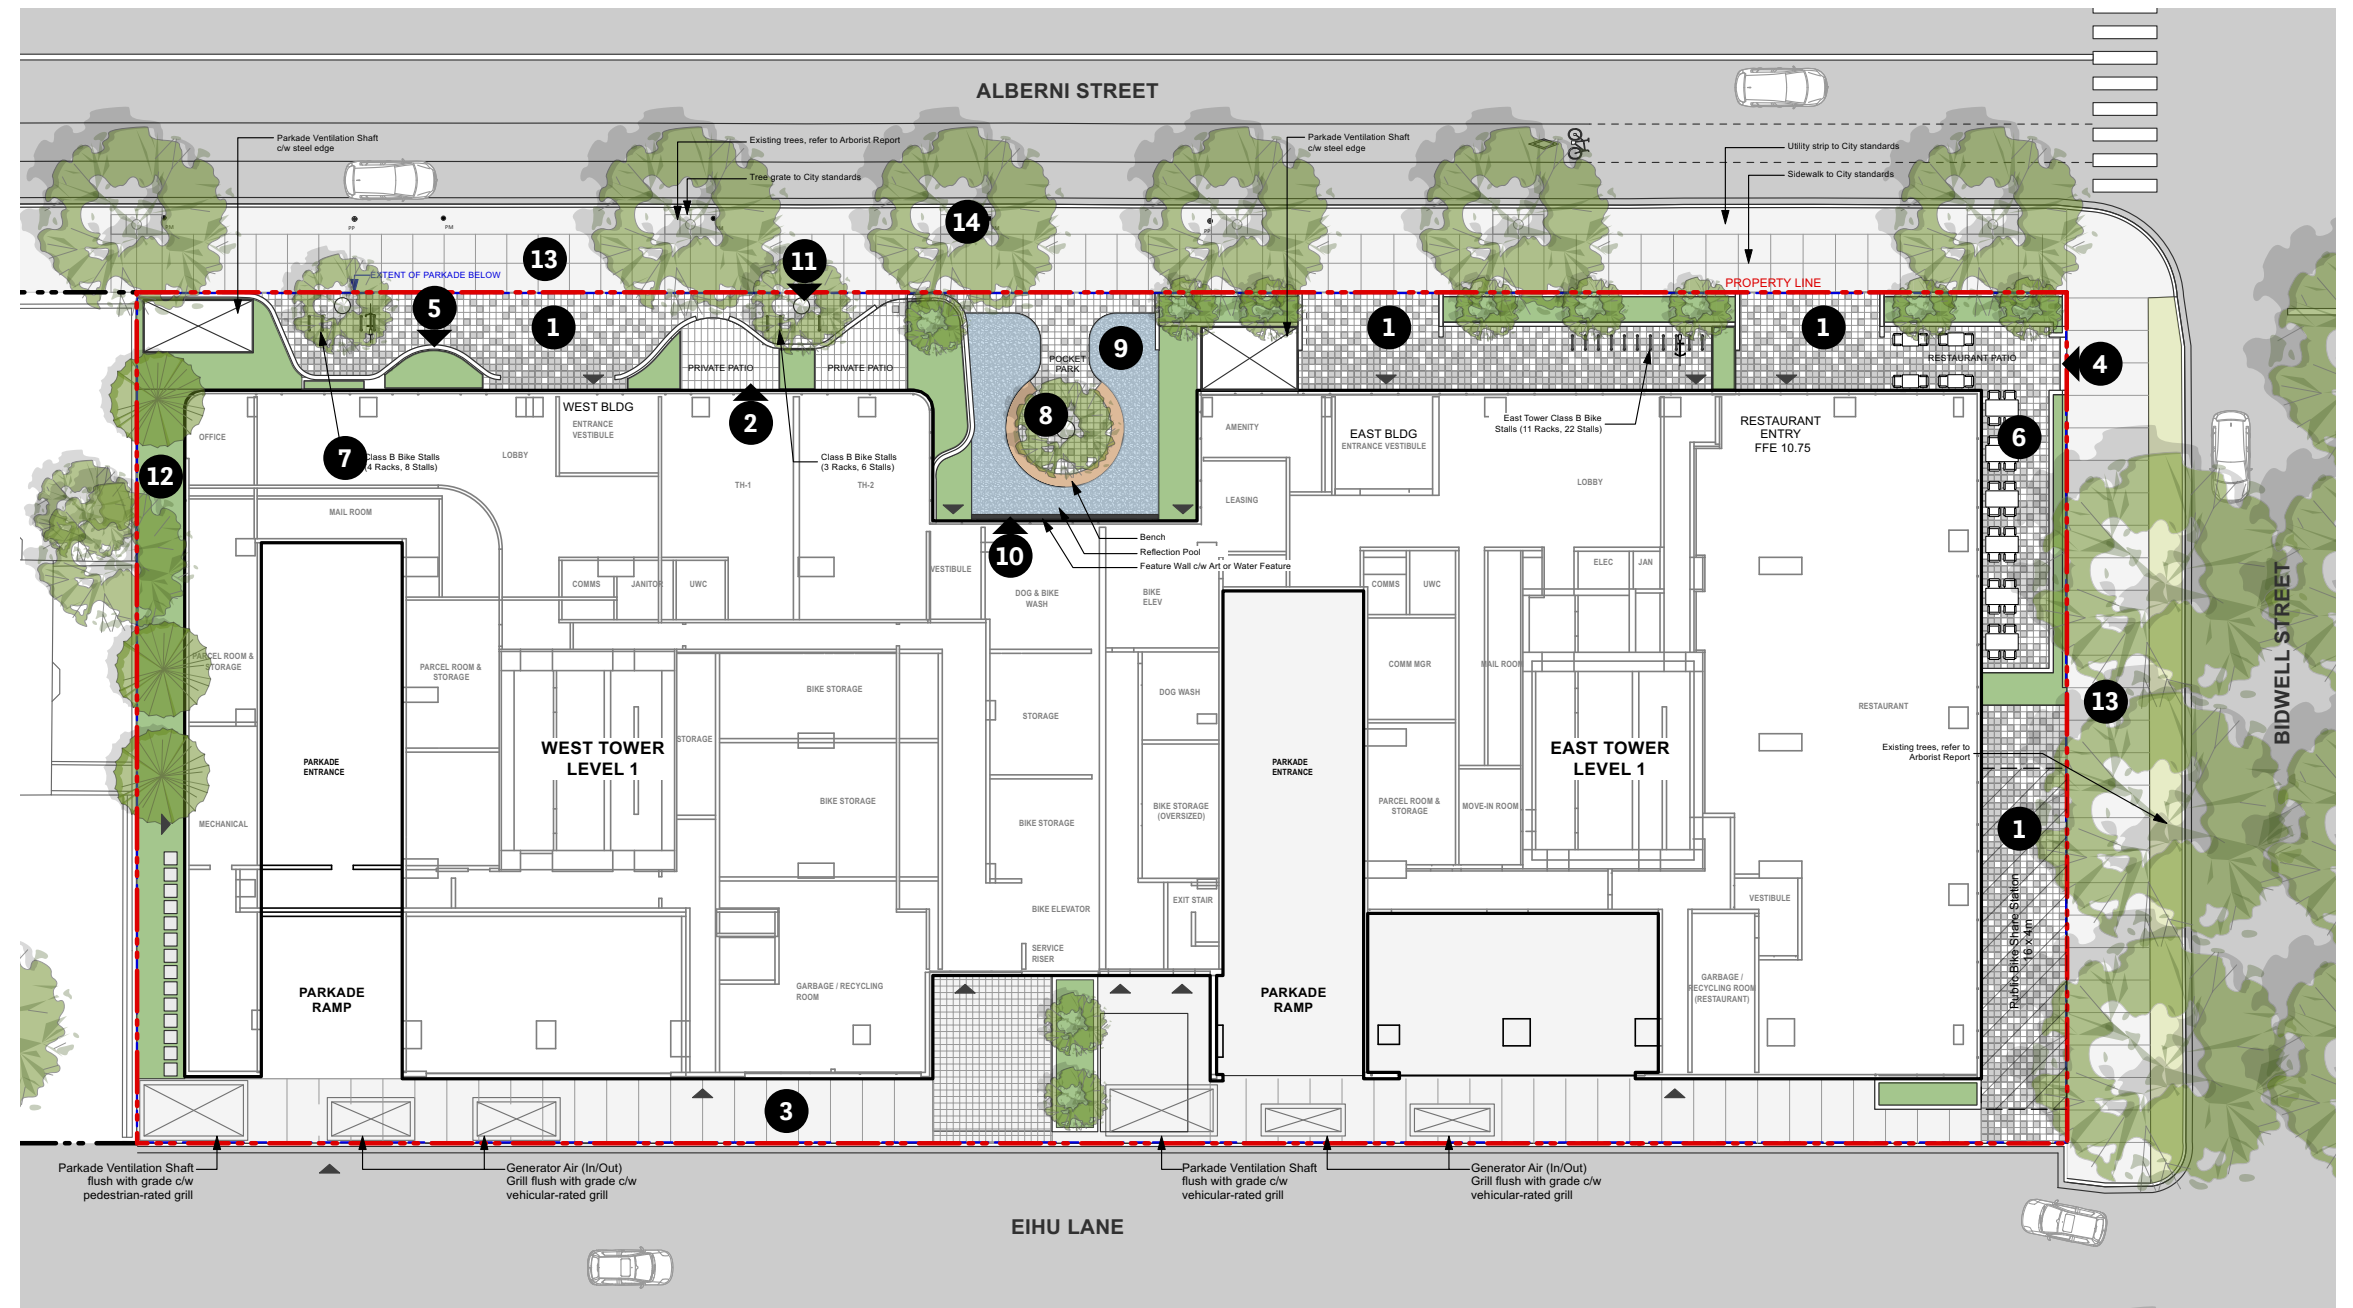 ALBERNI STREET
Parkade Ventilation Shaft
c/w steel edge
Existing trees, refer to Arborist Report
Tree grate to City standards
Parkade Ventilation Shaft
c/w steel edge
Utility strip to City standards
Sidewalk to City standards
14
PP
PM
PP
13
11
EXTENT OF PARKADE BELOW
PROPERTY LINE
5
1
1
1
9
POCKET
PARK
RESTAURANT PATIO
4
PRIVATE PATIO
PRIVATE PATIO
2
8
6
WEST BLDG
ENTRANCE
VESTIBULE
OFFICE
LOBBY
7
Class B Bike Stalls
(4 Racks, 8 Stalls)
Class B Bike Stalls
(3 Racks, 6 Stalls)
TH-1
TH-2
12
AMENITY
EAST BLDG
ENTRANCE VESTIBULE
East Tower Class B Bike
Stalls (11 Racks, 22 Stalls)
RESTAURANT
ENTRY
FFE 10.75
LEASING
LOBBY
MAIL ROOM
10
Bench
Reflection Pool
Feature Wall c/w Art or Water Feature
COMMS
JANITOR
UWC
VESTIBULE
DOG & BIKE
WASH
BIKE
ELEV
COMMS
UWC
ELEC
JAN
PARCEL ROOM &
STORAGE
PARCEL ROOM &
STORAGE
BIKE STORAGE
STORAGE
DOG WASH
COMM MGR
MAIL ROOM
RESTAURANT
13
BIDWELL STREET
STORAGE
WEST TOWER
LEVEL 1
EAST TOWER
LEVEL 1
Existing trees, refer to
Arborist Report
PARKADE
ENTRANCE
PARKADE
ENTRANCE
BIKE STORAGE
BIKE STORAGE
BIKE STORAGE
(OVERSIZED)
PARCEL ROOM &
STORAGE
MOVE-IN ROOM
MECHANICAL
1
Public Bike Share Station
16 x 4m
BIKE ELEVATOR
EXIT STAIR
VESTIBULE
SERVICE
RISER
PARKADE
RAMP
GARBAGE / RECYCLING
ROOM
PARKADE
RAMP
GARBAGE /
RECYCLING ROOM
(RESTAURANT)
3
Parkade Ventilation Shaft
flush with grade c/w
pedestrian-rated grill
Generator Air (In/Out)
Grill flush with grade c/w
vehicular-rated grill
Parkade Ventilation Shaft
flush with grade c/w
vehicular-rated grill
Generator Air (In/Out)
Grill flush with grade c/w
vehicular-rated grill
EIHU LANE